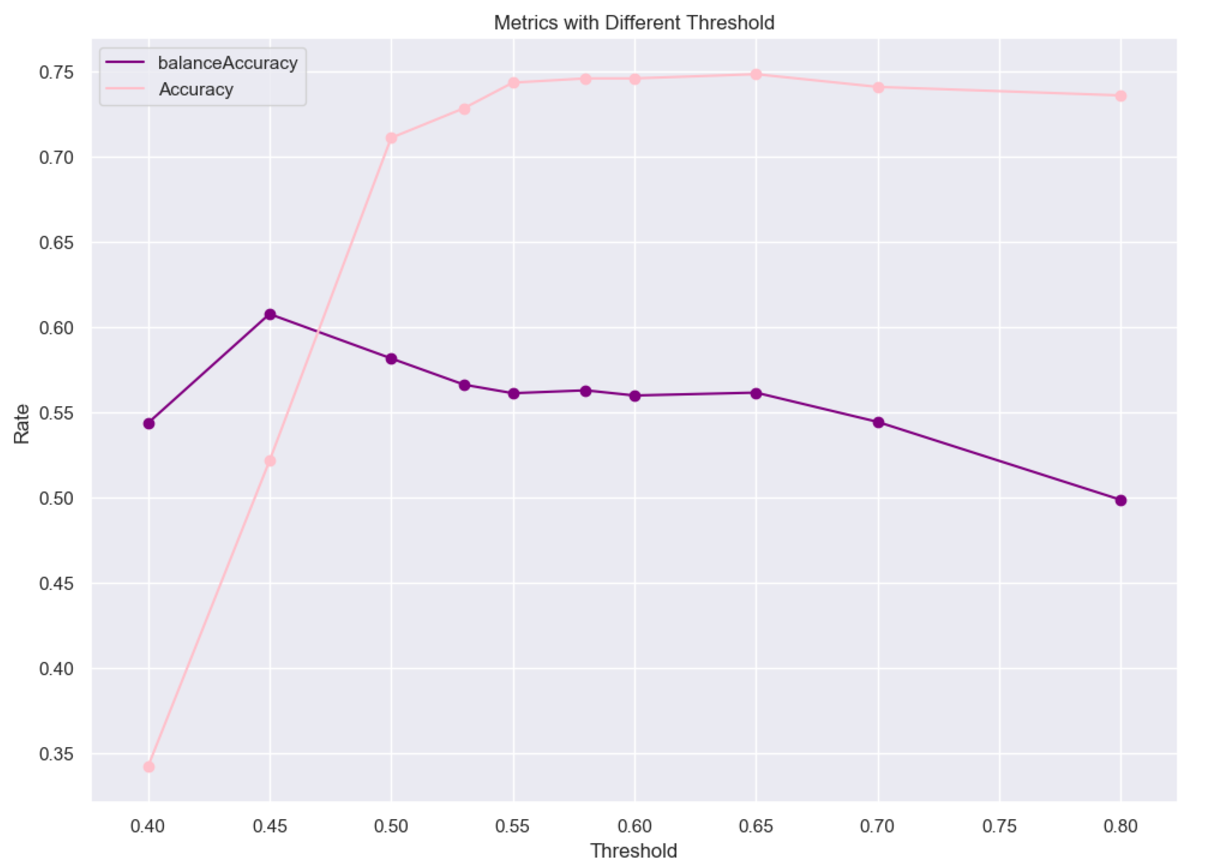 Metrics with Different Threshold
balanceAccuracy
Accuracy
0.75
0.70
0.65
0.60
0.55
0.50
0.45
0.40
0.35
Rate
0.40 0.45 0.50 0.55 0.60 0.65 0.70 0.75 0.80
Threshold